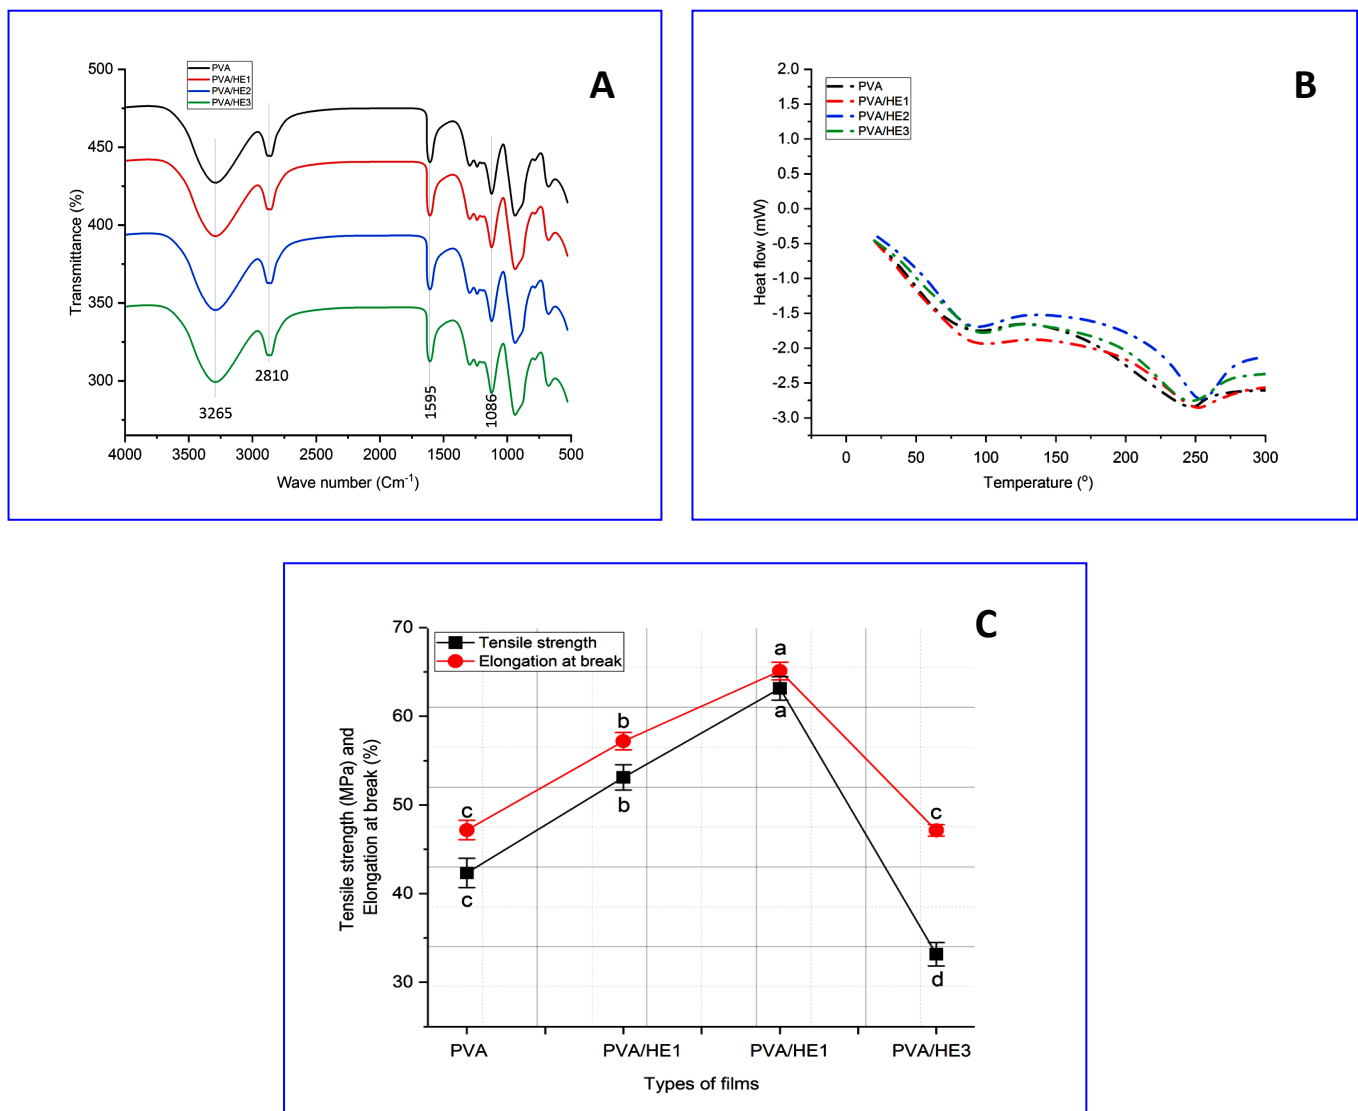 A
PVA
PVA/HE1
PVA/HE2
PVA/HE3
500
450
400
350
300
Transmittance (%)
3265
2810
1595
1086
4000 3500 3000 2500 2000 1500 1000 500
Wave number (Cm-1)
B
PVA
PVA/HE1
PVA/HE2
PVA/HE3
2.0
1.5
1.0
0.5
0.0
-0.5
-1.0
-1.5
-2.0
-2.5
-3.0
Heat flow (mW)
0 50 100 150 200 250 300
Temperature (º)
C
Tensile strength
Elongation at break
70
60
50
40
30
Tensile strength (MPa) and
Elongation at break (%)
c
c
b
b
a
a
c
d
PVA PVA/HE1 PVA/HE1 PVA/HE3
Types of films